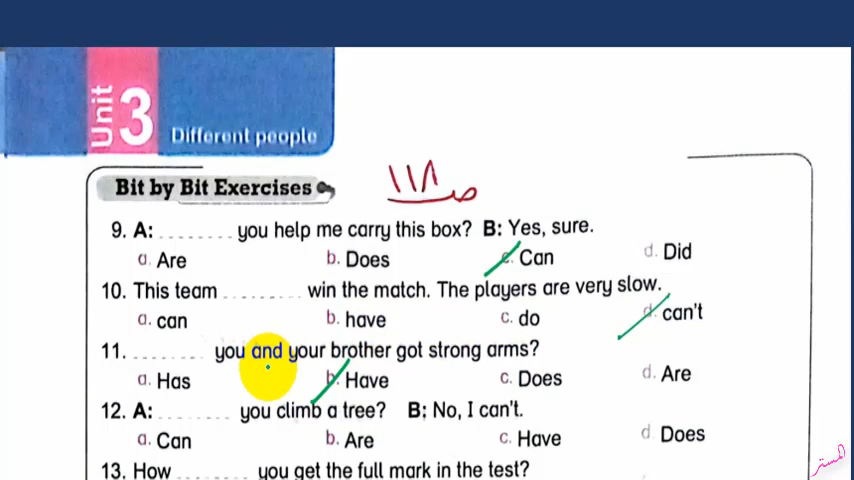 Unit 3
Different people
Bit by Bit Exercises
ص ١١٨
9. A: ........ you help me carry this box? B: Yes, sure.
a. Are b. Does c. Can d. Did
10. This team ........ win the match. The players are very slow.
a. can b. have c. do d. can't
11. ........ you and your brother got strong arms?
a. Has b. Have c. Does d. Are
12. A: ........ you climb a tree? B: No, I can't.
a. Can b. Are c. Have d. Does
13. How ........ you get the full mark in the test?
المستر